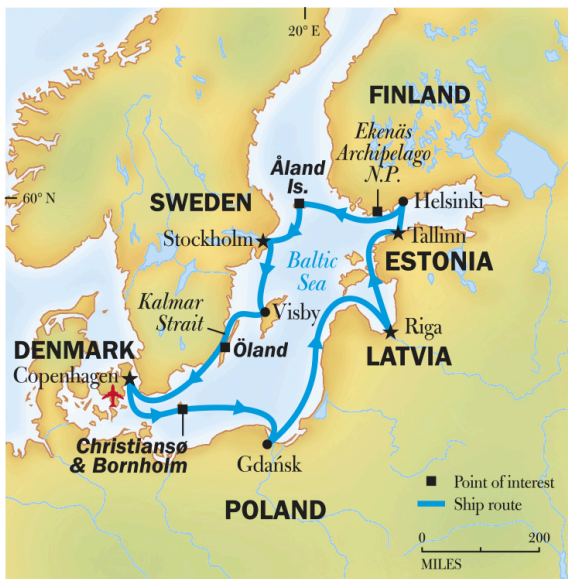 20° E
FINLAND
Ekenäs
Archipelago
N.P.
Åland
Is.
60° N
Helsinki
SWEDEN
Stockholm
Tallinn
Baltic
Sea
ESTONIA
Kalmar
Strait
Visby
Riga
Öland
DENMARK
LATVIA
Copenhagen
Christiansø
& Bornholm
Gdańsk
POLAND
Point of interest
Ship route
0 200
MILES